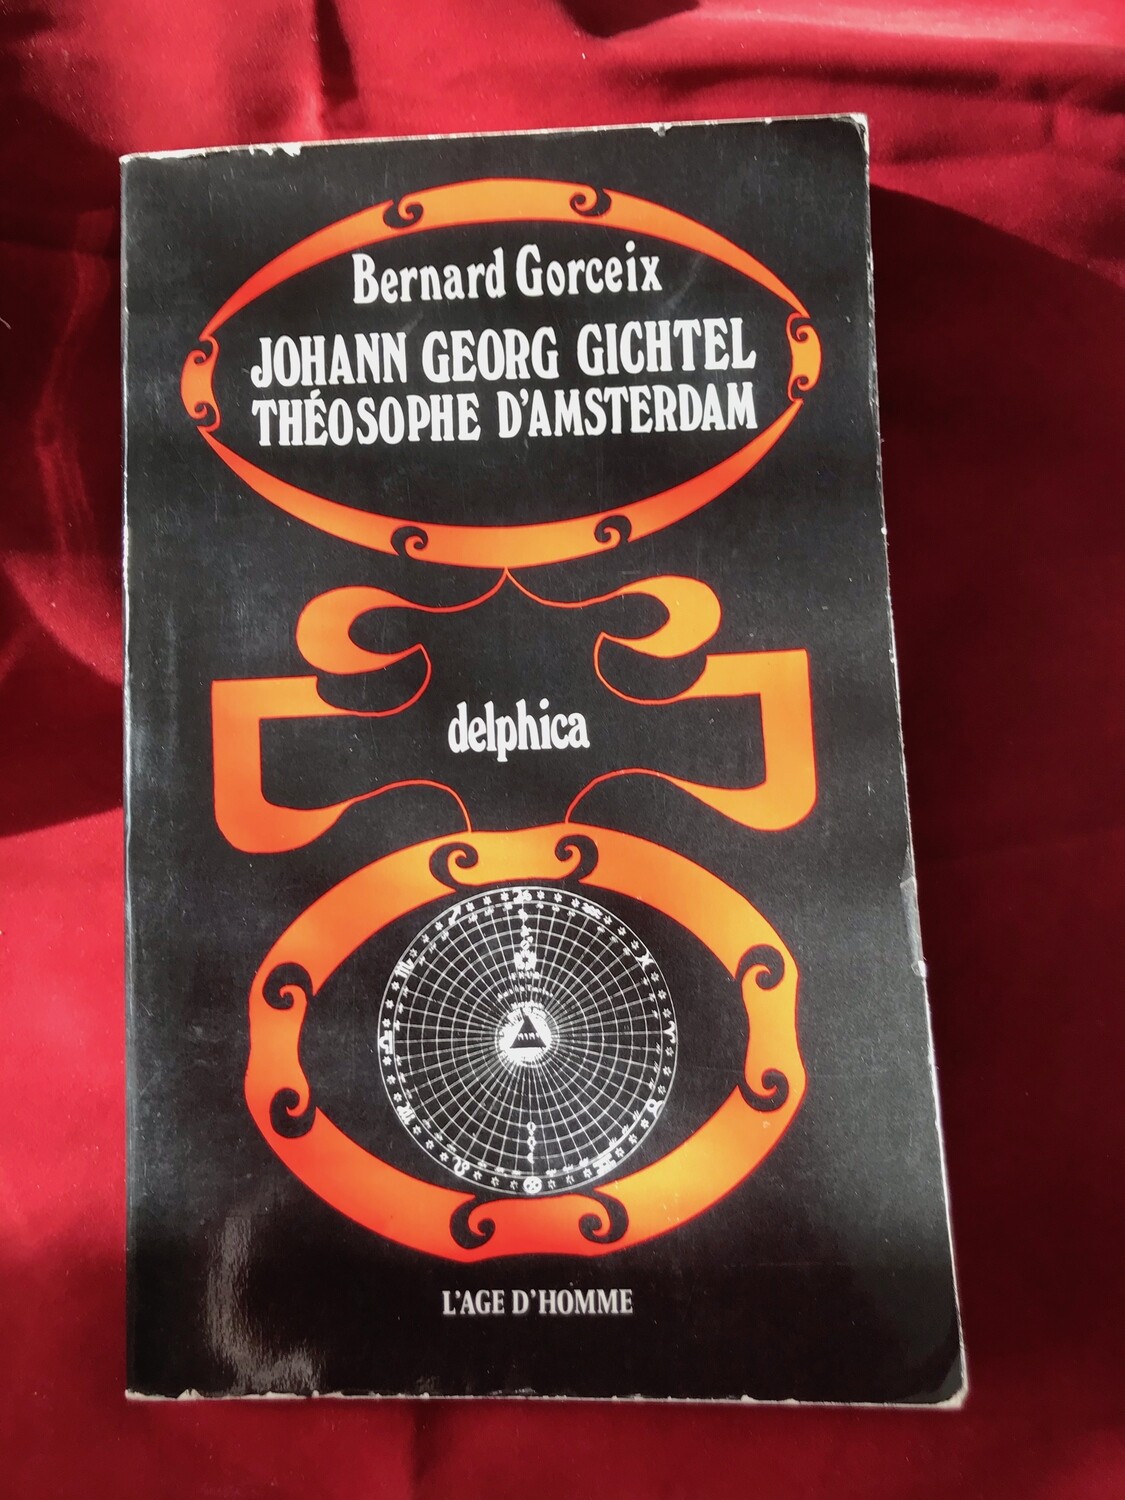 Bernard Gorceix
JOHANN GEORG GICHTEL
THÉOSOPHE D'AMSTERDAM
delphica
L'AGE D'HOMME